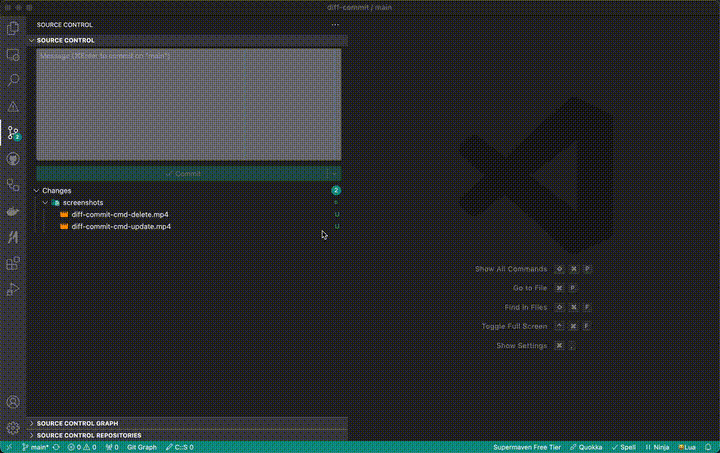 diff-commit / main
SOURCE CONTROL
SOURCE CONTROL
Message (⌘Enter to commit on "main")
Commit
Changes 2
screenshots
diff-commit-cmd-delete.mp4 U
diff-commit-cmd-update.mp4 U
2
Show All Commands ⇧ ⌘ P
Go to File ⌘ P
Find in Files ⇧ ⌘ F
Toggle Full Screen ⌃ ⌘ F
Show Settings ⌘ ,
SOURCE CONTROL GRAPH
SOURCE CONTROL REPOSITORIES
main* 0 0 0 Git Graph C::S 0 Supermaven Free Tier Quokka Spell Ninja Lua